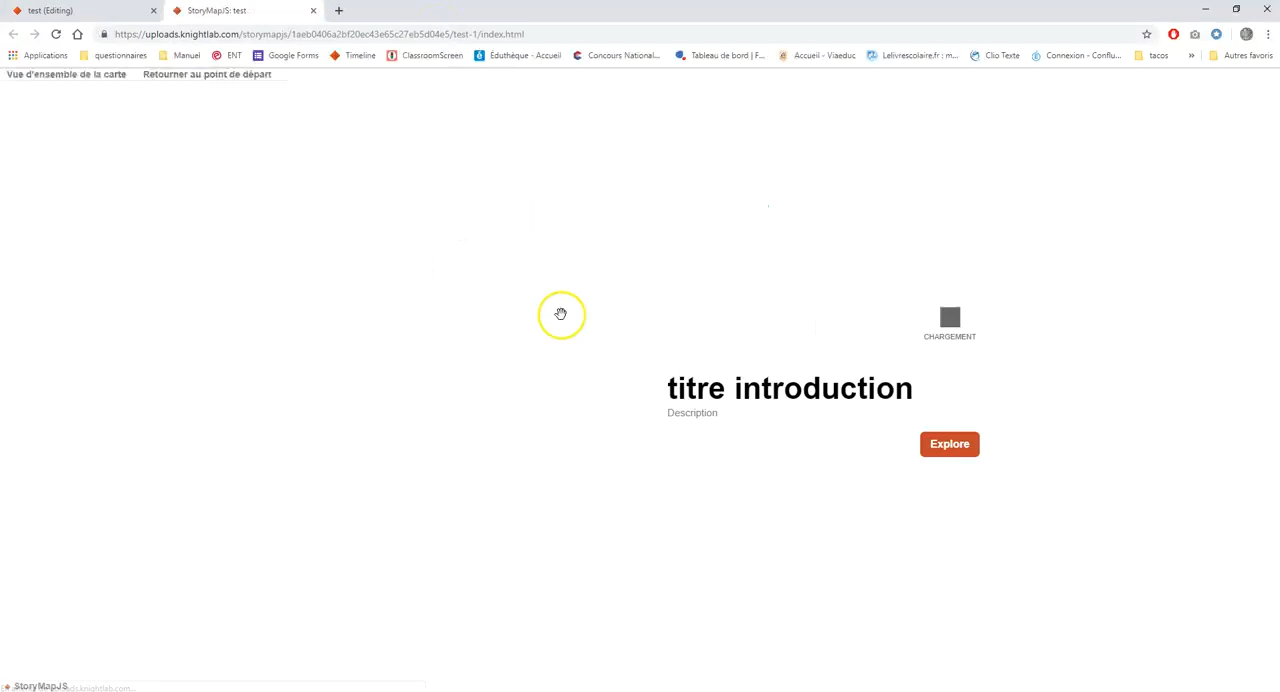 test (Editing)
StoryMapJS: test
https://uploads.knightlab.com/storymapjs/1aeb0406a2bf20ec43e65c27eb5d04e5/test-1/index.html
Applications questionnaires Manuel ENT Google Forms Timeline ClassroomScreen Éduthèque - Accueil Concours National... Tableau de bord | F... Accueil - Viaéduc Lelivrescolaire.fr : m... Clio Texte Connexion - Conflu... tacos » Autres favoris
Vue d'ensemble de la carte Retourner au point de départ
CHARGEMENT
titre introduction
Description
Explore
StoryMapJS